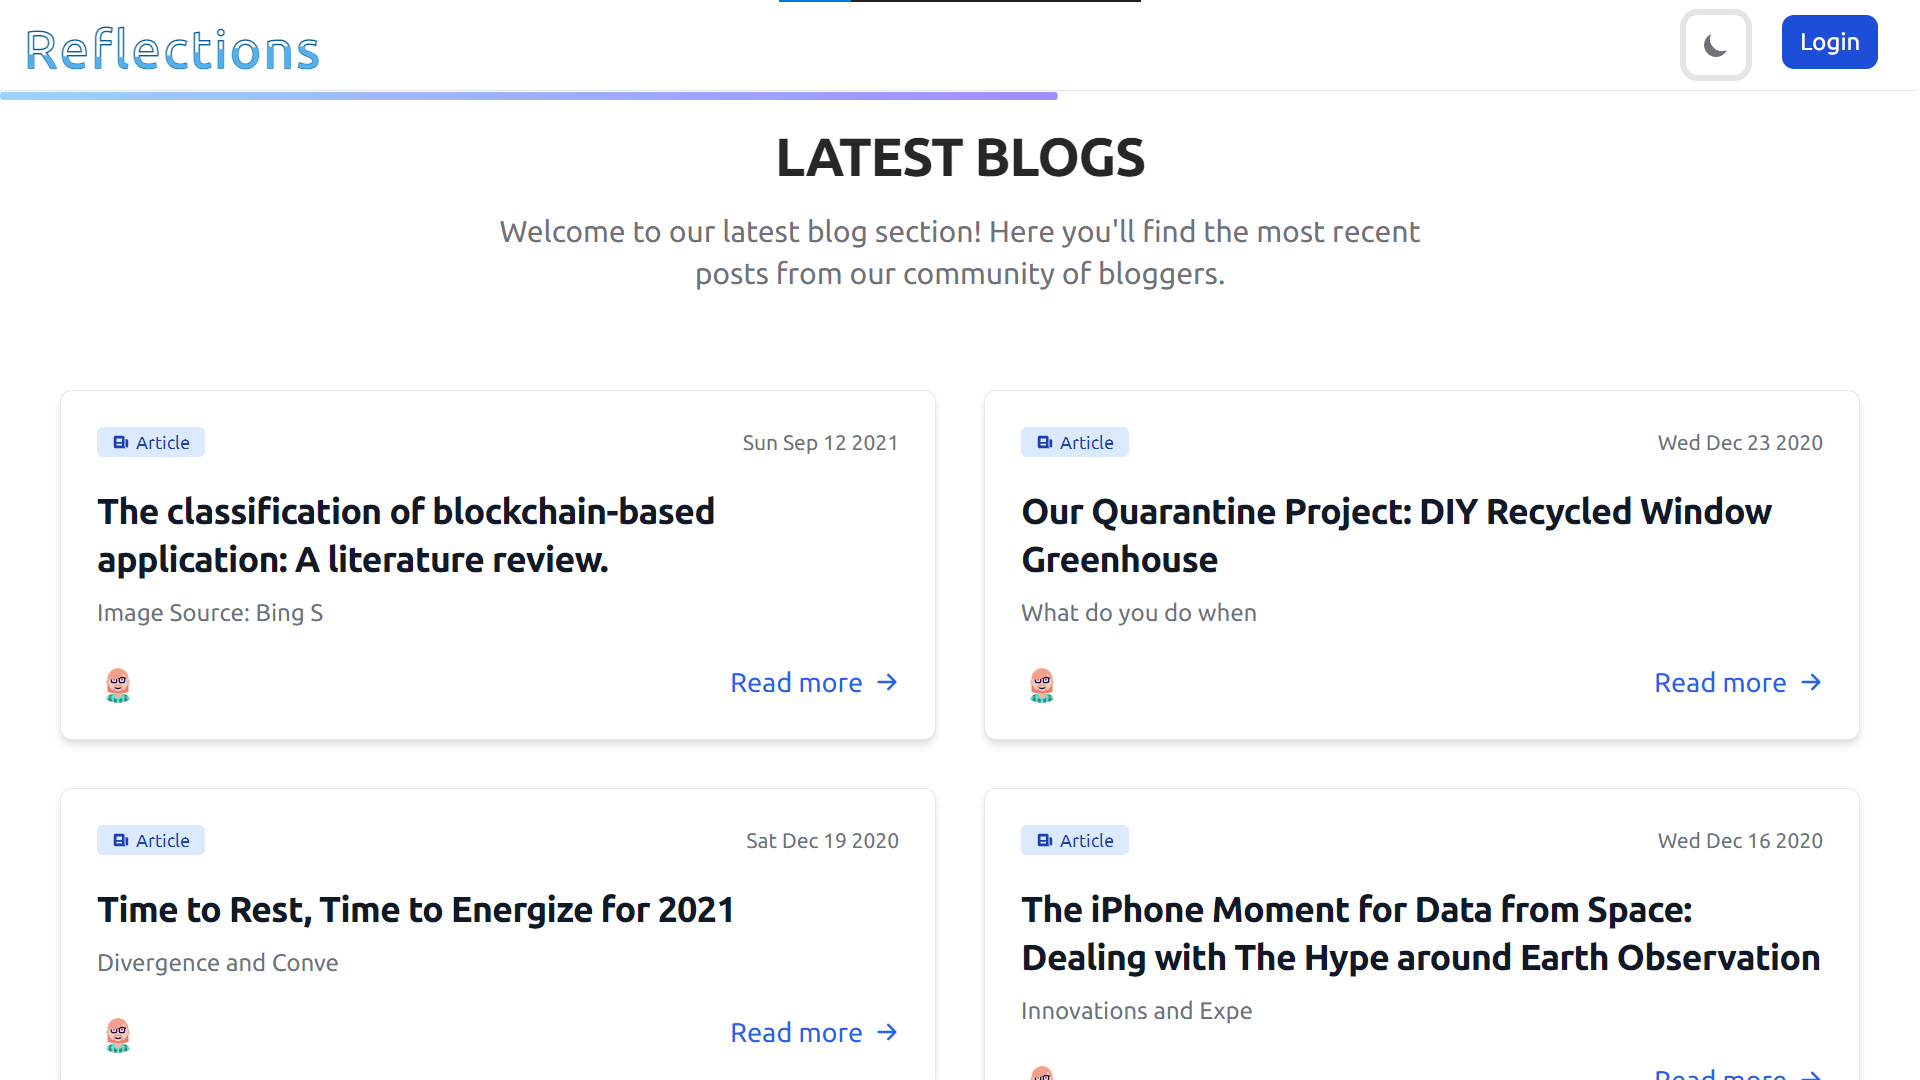 Reflections
Login
LATEST BLOGS
Welcome to our latest blog section! Here you'll find the most recent
posts from our community of bloggers.
Article
Sun Sep 12 2021
The classification of blockchain-based
application: A literature review.
Image Source: Bing S
Read more
Article
Wed Dec 23 2020
Our Quarantine Project: DIY Recycled Window
Greenhouse
What do you do when
Read more
Article
Sat Dec 19 2020
Time to Rest, Time to Energize for 2021
Divergence and Conve
Read more
Article
Wed Dec 16 2020
The iPhone Moment for Data from Space:
Dealing with The Hype around Earth Observation
Innovations and Expe
Read more